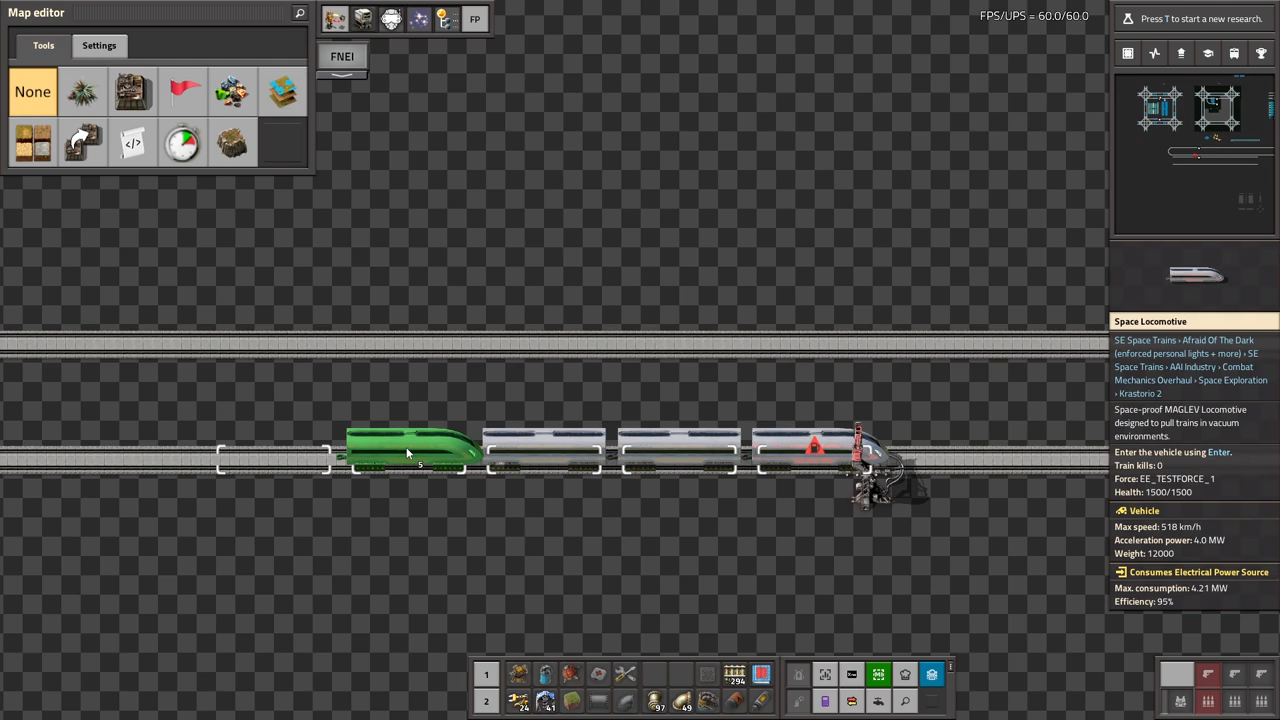 Map editor
Tools
Settings
None
FP
FNEI
FPS/UPS = 60.0/60.0
Press T to start a new research.
Space Locomotive
SE Space Trains › Afraid Of The Dark
(enforced personal lights + more) › SE
Space Trains › AAI Industry › Combat
Mechanics Overhaul › Space Exploration
› Krastorio 2
Space-proof MAGLEV Locomotive
designed to pull trains in vacuum
environments.
Enter the vehicle using Enter.
Train kills: 0
Force: EE_TESTFORCE_1
Health: 1500/1500
Vehicle
Max speed: 518 km/h
Acceleration power: 4.0 MW
Weight: 12000
Consumes Electrical Power Source
Max. consumption: 4.21 MW
Efficiency: 95%
5
1
294
2
24
41
97
49